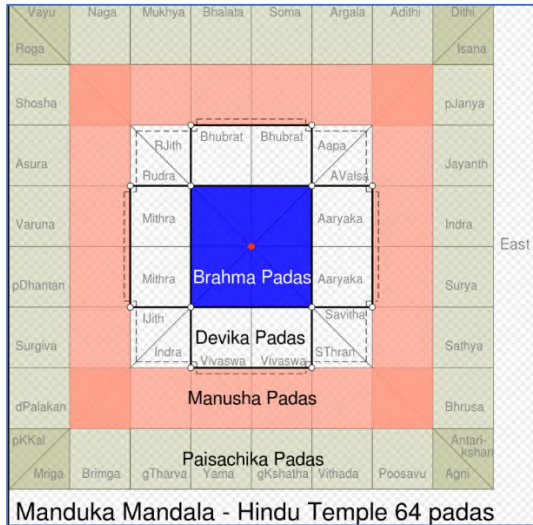 Vayu Naga Mukhya Bhalata Soma Argala Adithi Dithi
Roga Isana
Shosha pJanya
RJith Bhubrat Bhubrat Aapa
Asura Jayanth
Rudra AValsa
Varuna Mithra Aaryaka Indra
East
pDhantan Mithra Brahma Padas Aaryaka Surya
IJith Savitha
Surgiva Devika Padas Sathya
Indra Vivaswa Vivaswa SThran
dPalakan Manusha Padas Bhrusa
pKKal Antari-
kshan
Paisachika Padas
Mriga Brimga gTharva Yama gKshatha Vithada Poosavu Agni
Manduka Mandala - Hindu Temple 64 padas